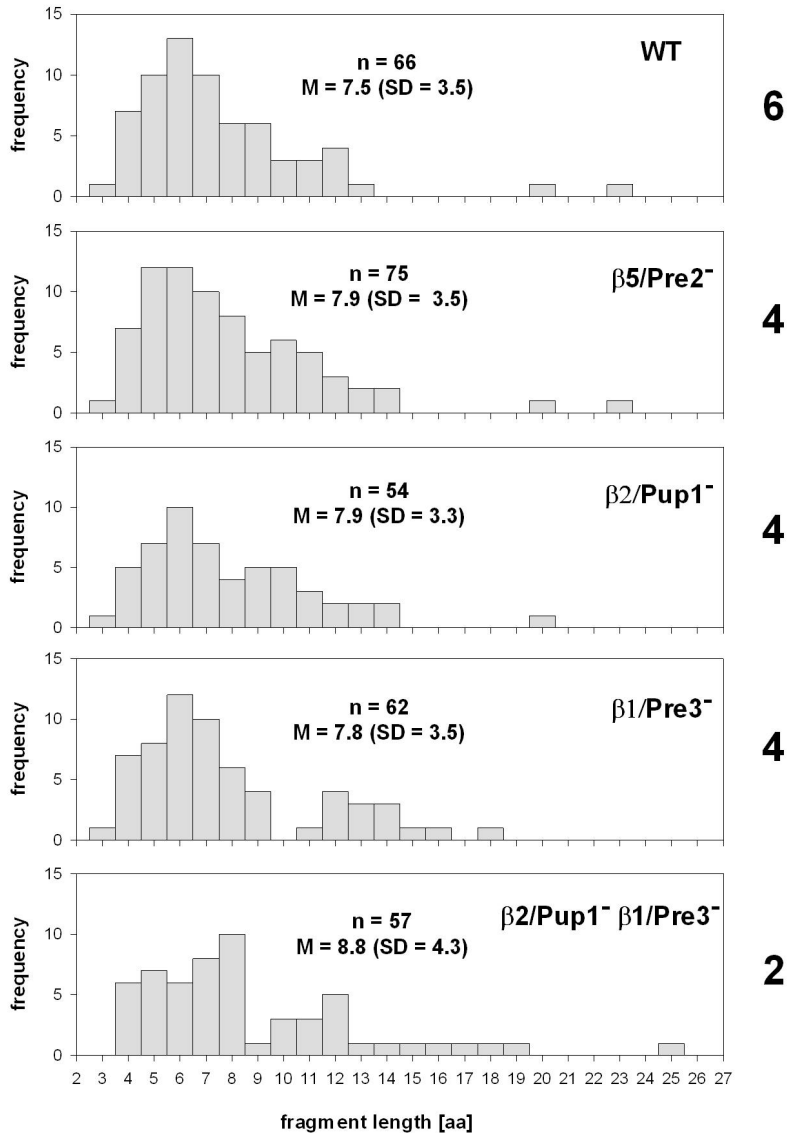 15
10
5
0
frequency
n = 66
M = 7.5 (SD = 3.5)
WT
6
15
10
5
0
frequency
n = 75
M = 7.9 (SD = 3.5)
β5/Pre2⁻
4
15
10
5
0
frequency
n = 54
M = 7.9 (SD = 3.3)
β2/Pup1⁻
4
15
10
5
0
frequency
n = 62
M = 7.8 (SD = 3.5)
β1/Pre3⁻
4
15
10
5
0
frequency
n = 57
M = 8.8 (SD = 4.3)
β2/Pup1⁻ β1/Pre3⁻
2
2 3 4 5 6 7 8 9 10 11 12 13 14 15 16 17 18 19 20 21 22 23 24 25 26 27
fragment length [aa]